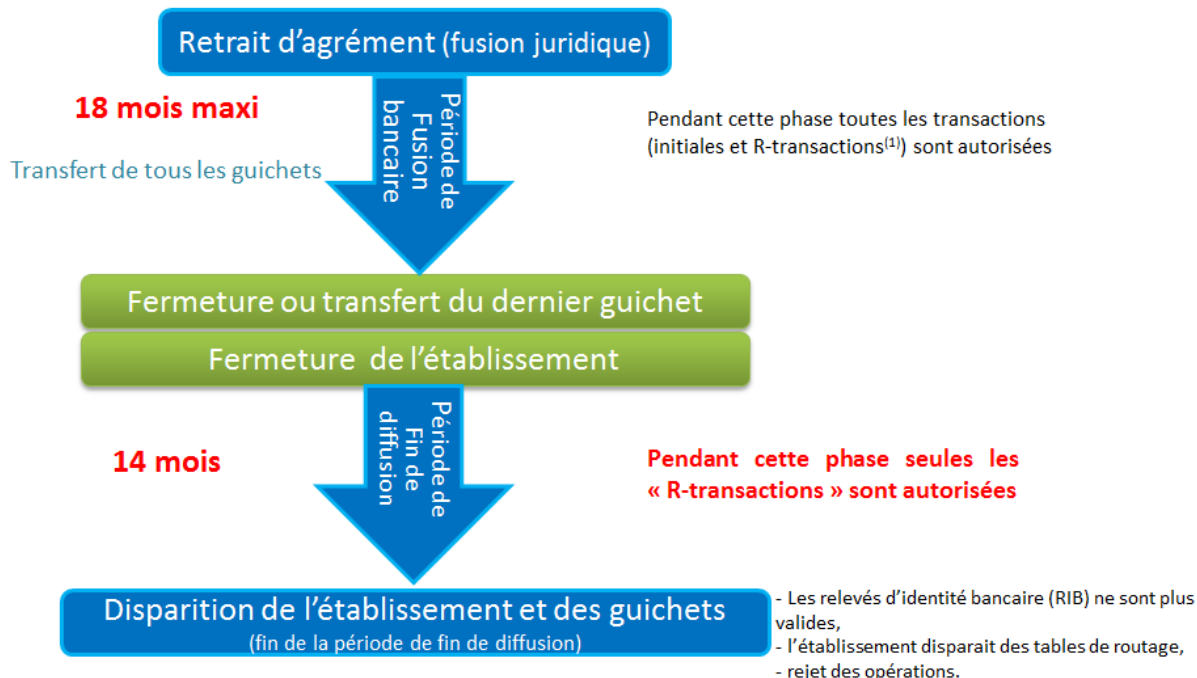 Retrait d’agrément (fusion juridique)
18 mois maxi
Transfert de tous les guichets
Période de
Fusion
bancaire
Pendant cette phase toutes les transactions
(initiales et R-transactions(1)) sont autorisées
Fermeture ou transfert du dernier guichet
Fermeture de l’établissement
14 mois
Période de
Fin de
diffusion
Pendant cette phase seules les
« R-transactions » sont autorisées
Disparition de l’établissement et des guichets
(fin de la période de fin de diffusion)
- Les relevés d’identité bancaire (RIB) ne sont plus
valides,
- l’établissement disparait des tables de routage,
- rejet des opérations.